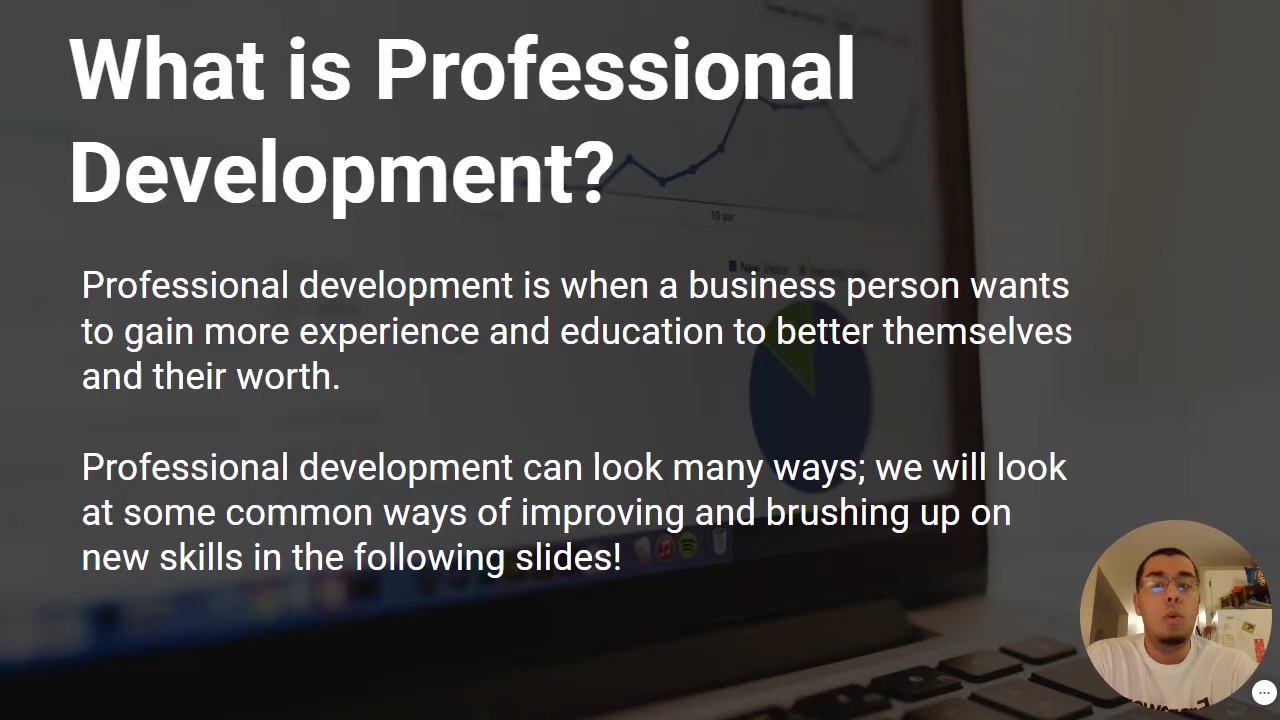 What is Professional
Development?
19 avr
Professional development is when a business person wants
to gain more experience and education to better themselves
and their worth.
Professional development can look many ways; we will look
at some common ways of improving and brushing up on
new skills in the following slides!